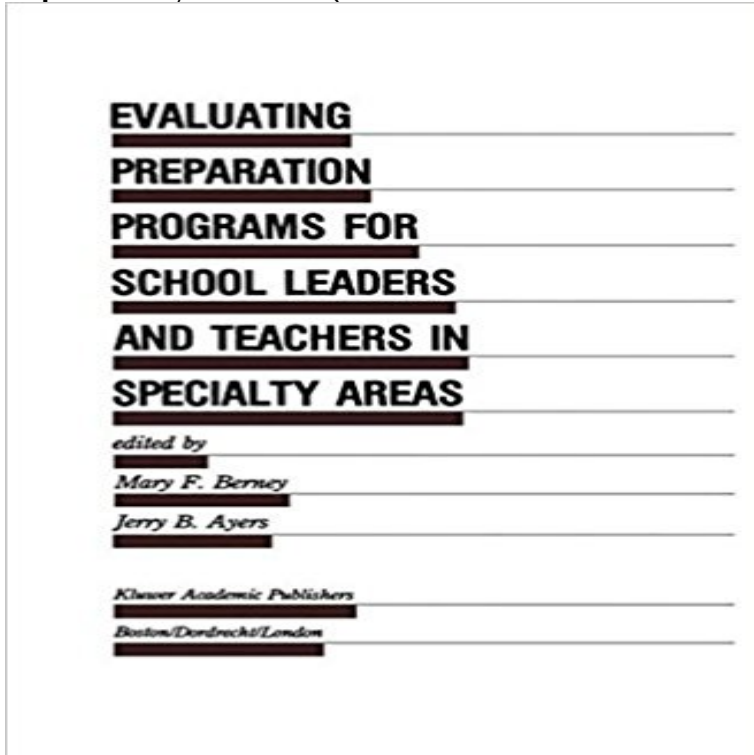 EVALUATING
PREPARATION
PROGRAMS FOR
SCHOOL LEADERS
AND TEACHERS IN
SPECIALTY AREAS
edited by
Mary F. Berney
Jerry B. Ayers
Kluwer Academic Publishers
Boston/Dordrecht/London